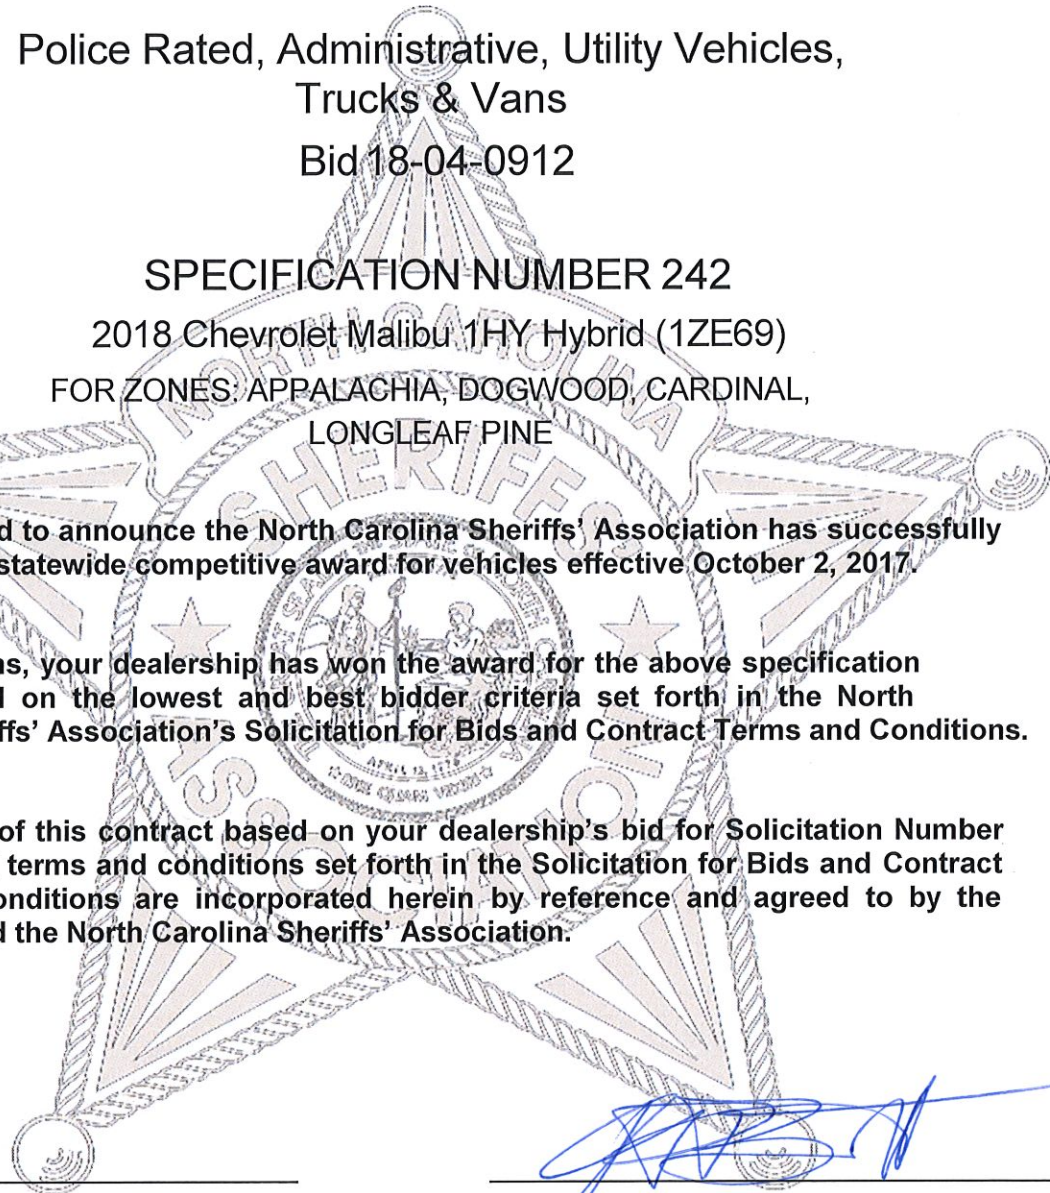 Police Rated, Administrative, Utility Vehicles,
Trucks & Vans
Bid 18-04-0912
SPECIFICATION NUMBER 242
2018 Chevrolet Malibu 1HY Hybrid (1ZE69)
FOR ZONES: APPALACHIA, DOGWOOD, CARDINAL,
LONGLEAF PINE
NORTH CAROLINA
SHERIFFS'
to announce the North Carolina Sheriffs' Association has successfully
statewide competitive award for vehicles effective October 2, 2017.
your dealership has won the award for the above specification
on the lowest and best bidder criteria set forth in the North
Association's Solicitation for Bids and Contract Terms and Conditions.
of this contract based on your dealership's bid for Solicitation Number
terms and conditions set forth in the Solicitation for Bids and Contract
are incorporated herein by reference and agreed to by the
the North Carolina Sheriffs' Association.
ASSOCIATION